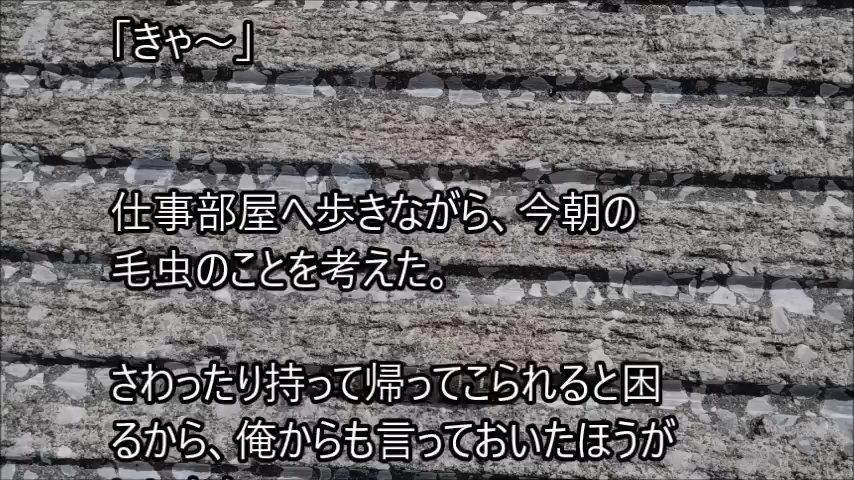 「きゃ～」
仕事部屋へ歩きながら、今朝の
毛虫のことを考えた。
さわったり持って帰ってこられると困
るから、俺からも言っておいたほうが